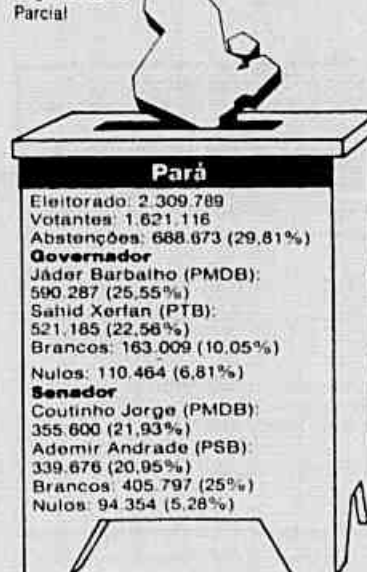 Parcial
Pará
Eleitorado: 2.309.789
Votantes: 1.621.116
Abstenções: 688.673 (29,81%)
Governador
Jáder Barbalho (PMDB):
590.287 (25,55%)
Sahid Xerfan (PTB):
521.185 (22,56%)
Brancos: 163.009 (10,05%)
Nulos: 110.464 (6,81%)
Senador
Coutinho Jorge (PMDB):
355.600 (21,93%)
Ademir Andrade (PSB):
339.676 (20,95%)
Brancos: 405.797 (25%)
Nulos: 94.354 (5,28%)